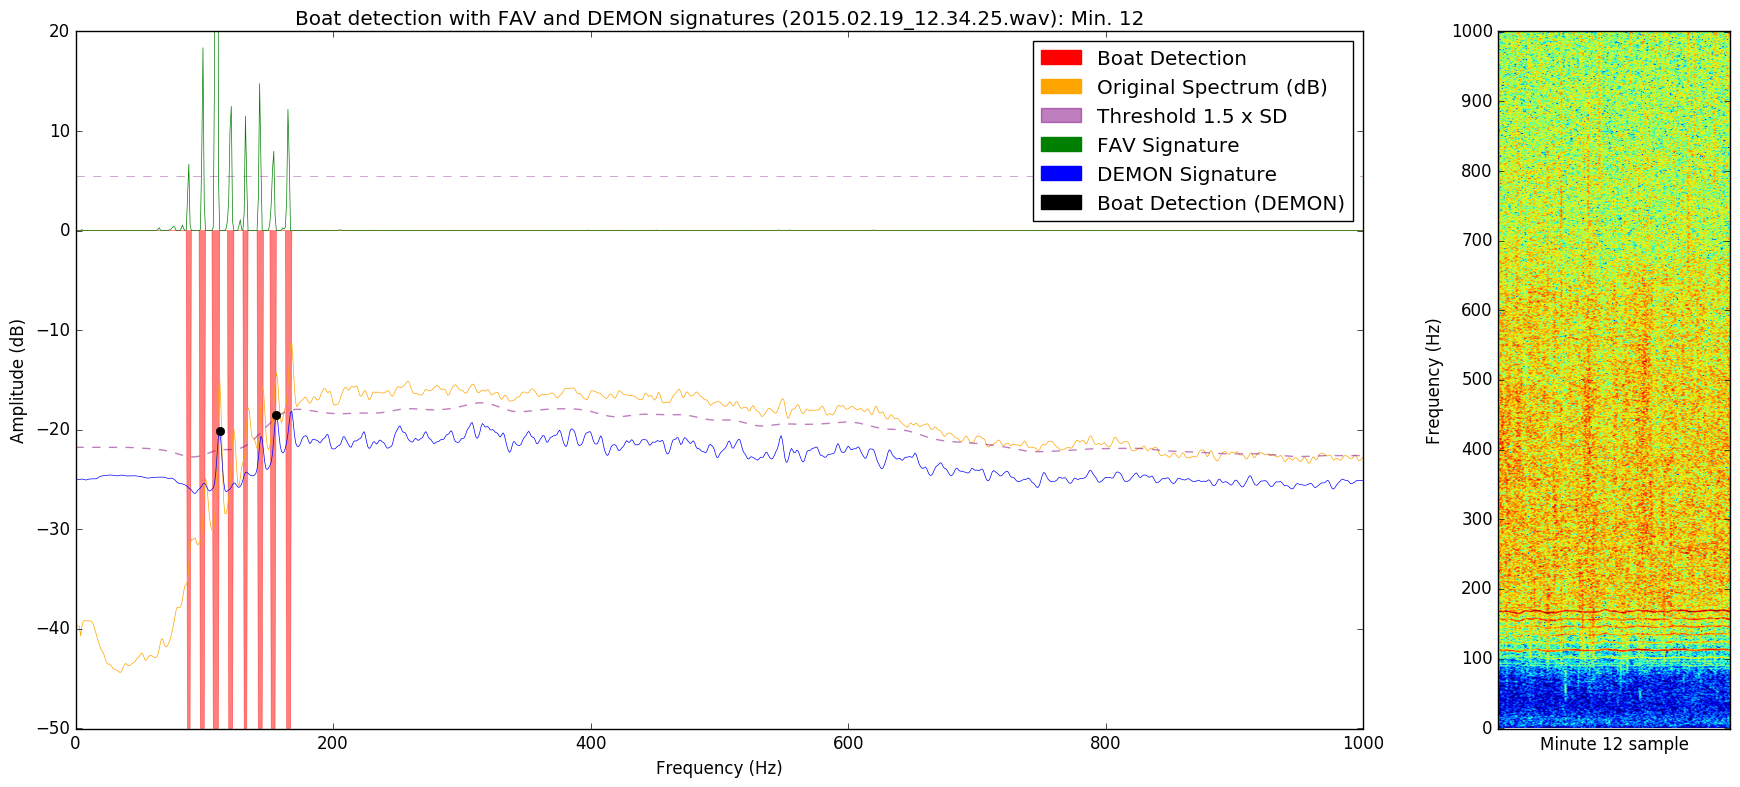 Boat detection with FAV and DEMON signatures (2015.02.19_12.34.25.wav): Min. 12
Boat Detection
Original Spectrum (dB)
Threshold 1.5 x SD
FAV Signature
DEMON Signature
Boat Detection (DEMON)
Amplitude (dB)
20
10
0
−10
−20
−30
−40
−50
0 200 400 600 800 1000
Frequency (Hz)
Frequency (Hz)
1000
900
800
700
600
500
400
300
200
100
0
Minute 12 sample